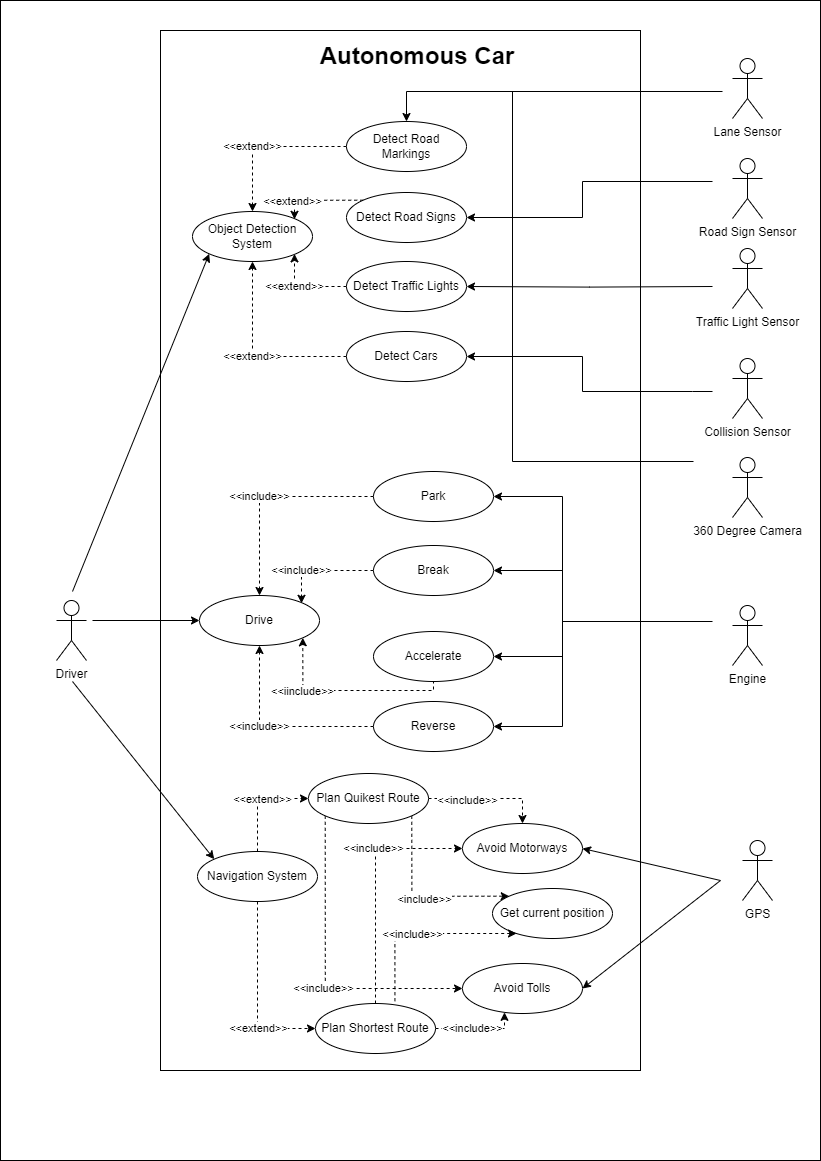 Autonomous Car
Lane Sensor
Detect Road
Markings
<<extend>>
<<extend>>
Detect Road Signs
Road Sign Sensor
Object Detection
System
<<extend>>
Detect Traffic Lights
Traffic Light Sensor
<<extend>>
Detect Cars
Collision Sensor
<<include>>
Park
360 Degree Camera
<<include>>
Break
Drive
Driver
Accelerate
Engine
<<iinclude>>
<<include>>
Reverse
<<extend>>
Plan Quikest Route
<<include>>
<<include>>
Avoid Motorways
Navigation System
<include>>
Get current position
GPS
<<include>>
<<include>>
Avoid Tolls
<<extend>>
Plan Shortest Route
<<include>>